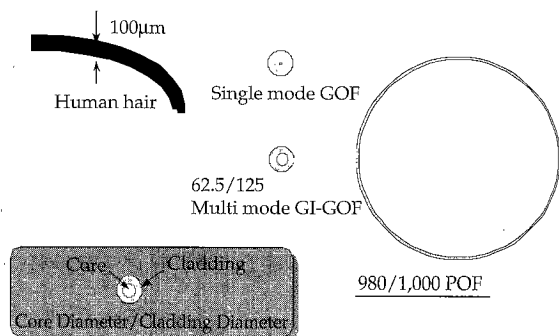 100μm
Human hair
Single mode GOF
62.5/125
Multi mode GI-GOF
980/1,000 POF
Core
Cladding
Core Diameter/Cladding Diameter